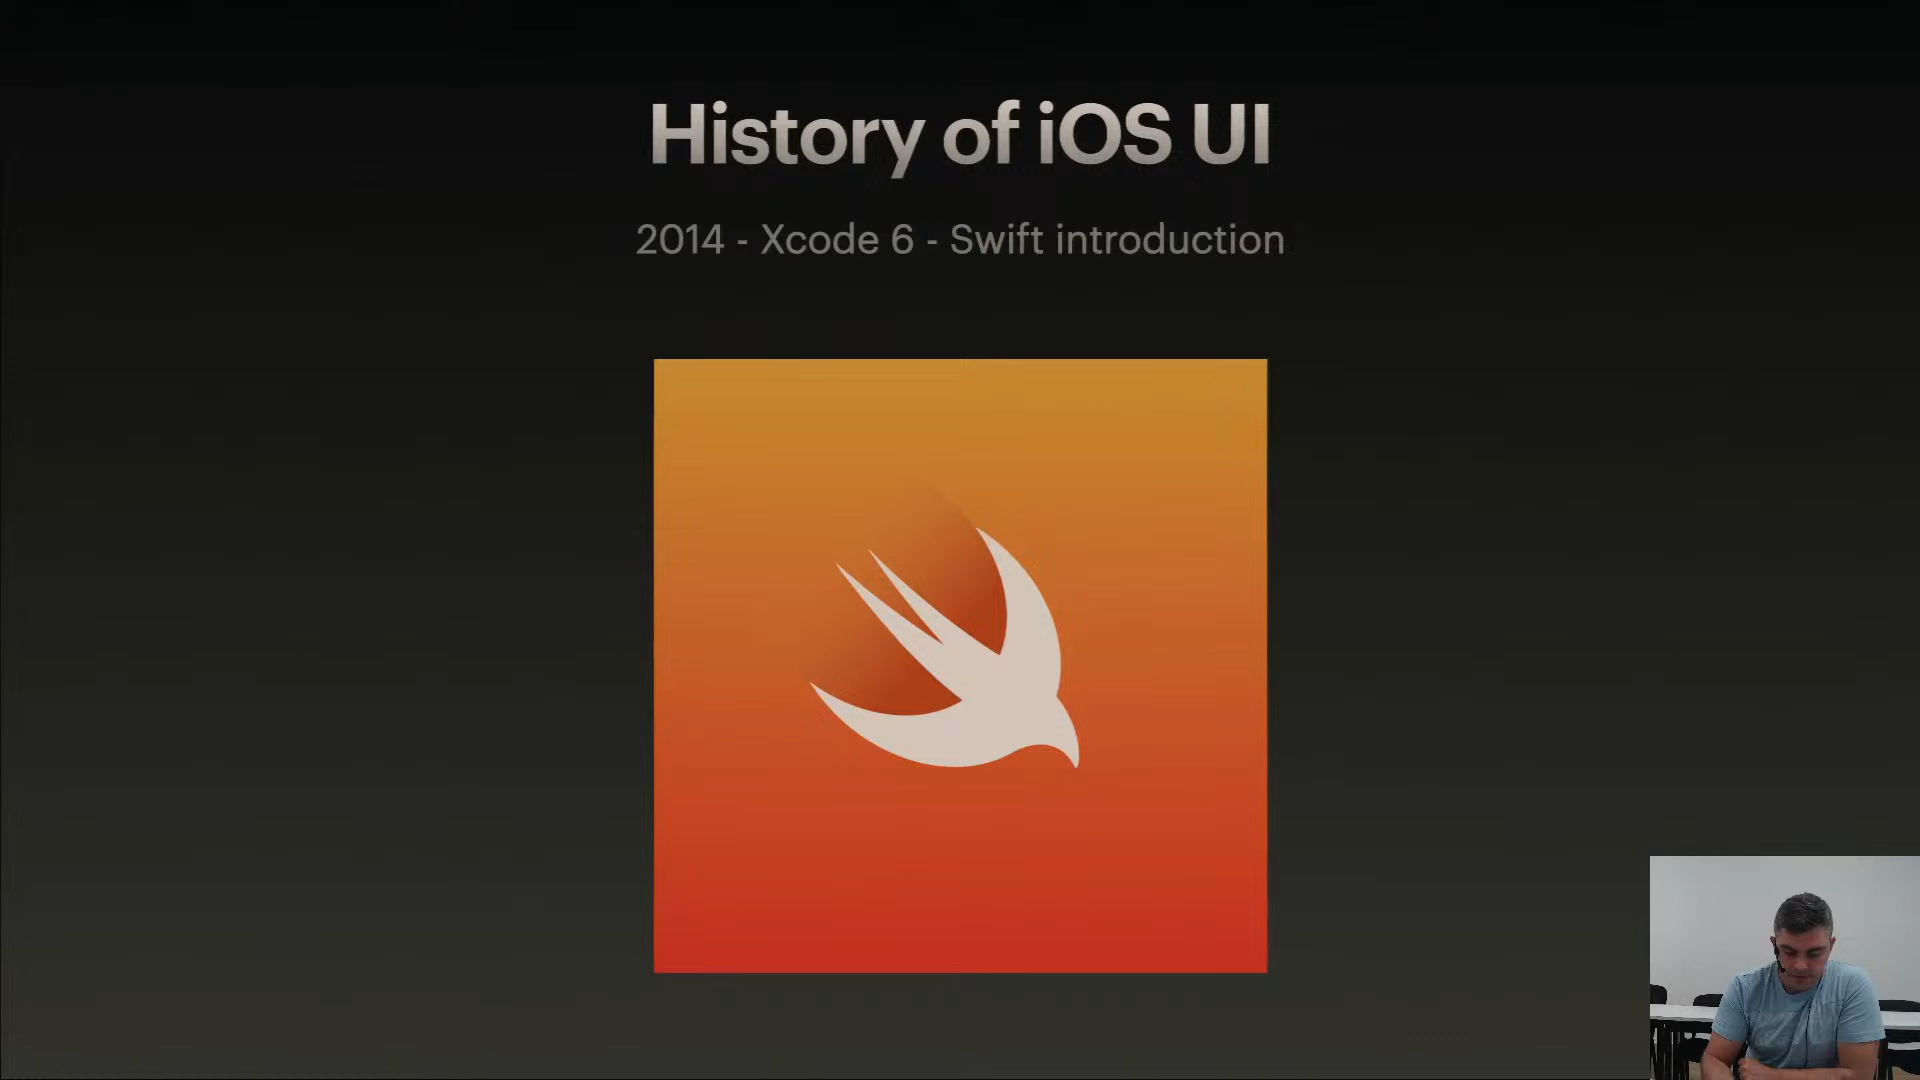 History of iOS UI
2014 - Xcode 6 - Swift introduction